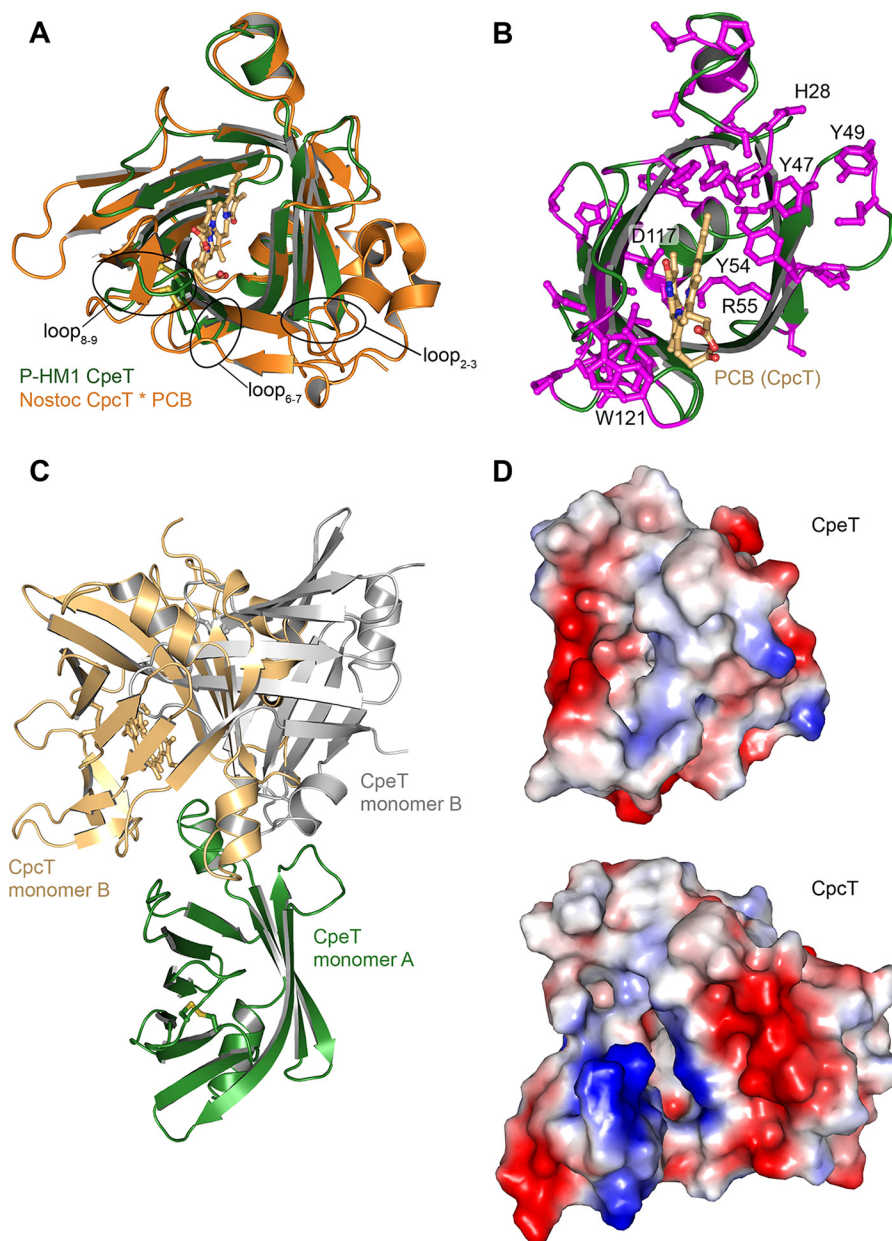 A
loop8-9
loop6-7
loop2-3
P-HM1 CpeT
Nostoc CpcT * PCB
B
H28
Y49
Y47
D117
Y54
R55
PCB (CpcT)
W121
C
CpeT
monomer B
CpcT
monomer B
CpeT
monomer A
D
CpeT
CpcT